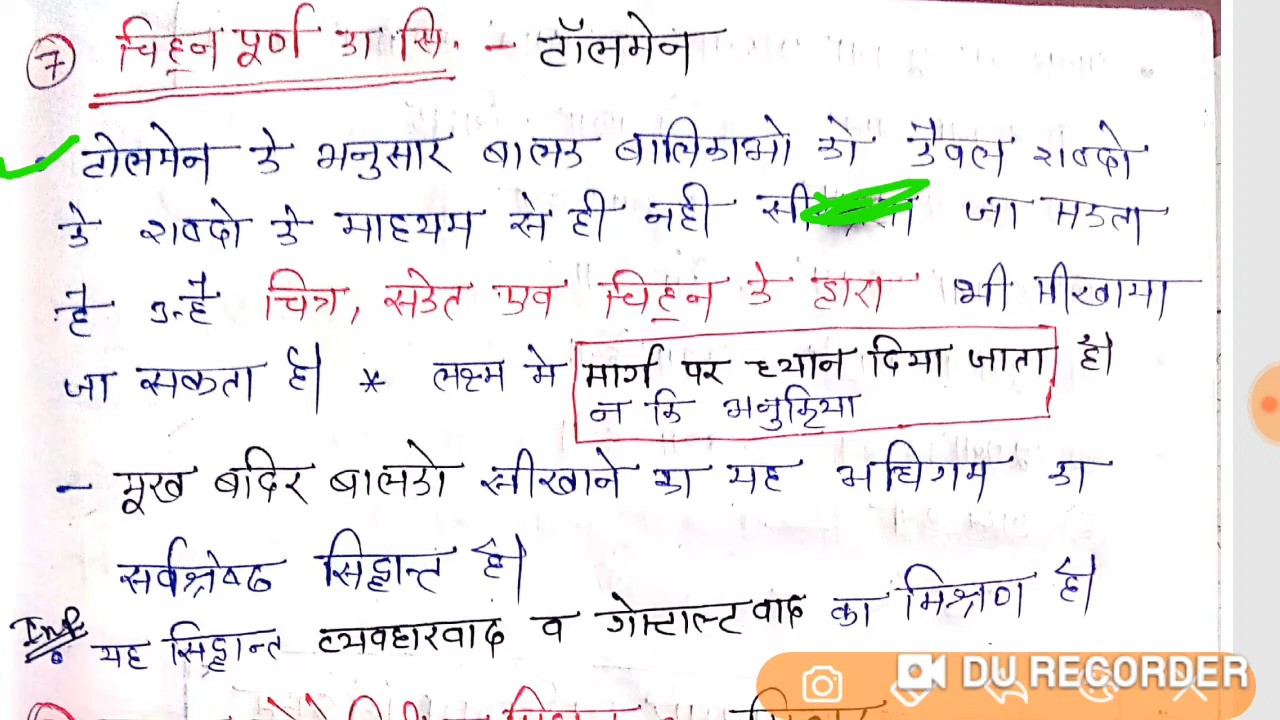 7 चिह्न पूर्ण का सि. - टॉलमेन
टोलमेन के अनुसार बालक बालिकाओ को कैवल शब्दो
के शब्दो के माध्यम से ही नही सी जा सकता
है उन्है चित्र, संकेत एव चिह्न के द्वारा भी सीखाया
जा सकता है। * लक्ष्य मे मार्ग पर ध्यान दिया जाता है।
न कि अनुक्रिया
- मूख बदिर बालको सीखाने का यह अधिगम का
सर्वश्रेष्ठ सिद्धान्त है।
Imp यह सिद्धान्त व्यवहारवाद व गेस्टाल्टवाद का मिश्रण है।
DU RECORDER